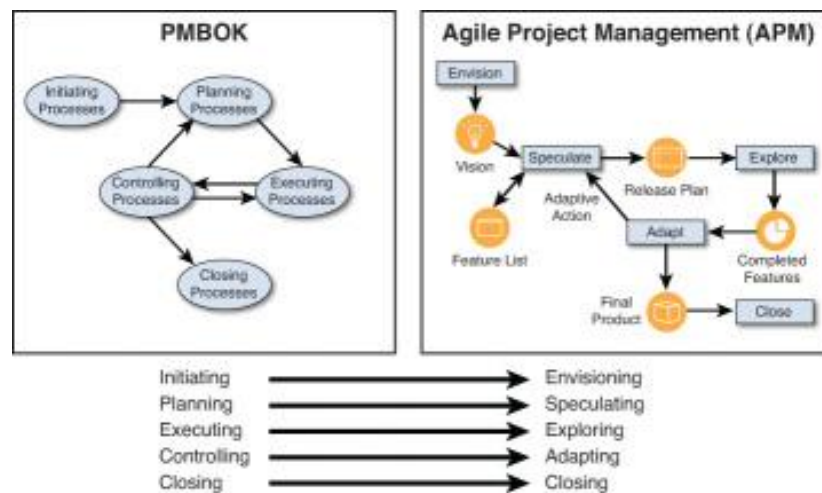 PMBOK
Initiating
Processes
Planning
Processes
Controlling
Processes
Executing
Processes
Closing
Processes
Agile Project Management (APM)
Envision
Vision
Speculate
Feature List
Adaptive
Action
Release Plan
Explore
Adapt
Completed
Features
Final
Product
Close
Initiating Envisioning
Planning Speculating
Executing Exploring
Controlling Adapting
Closing Closing